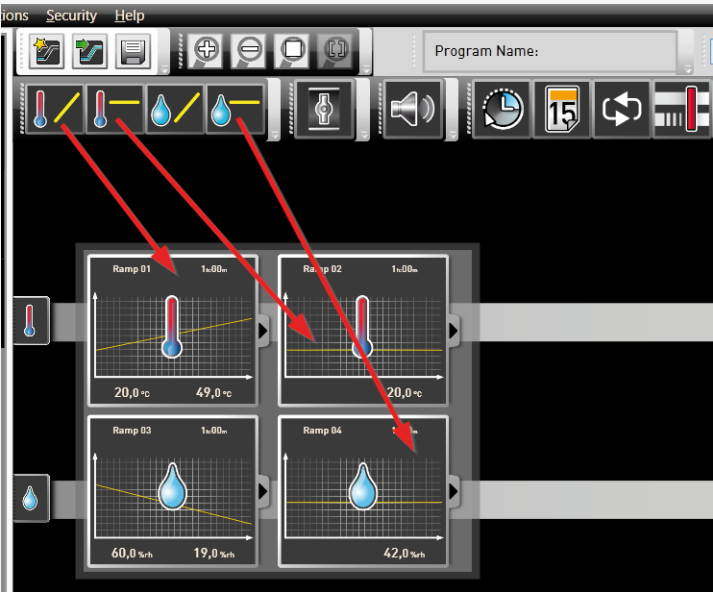 ions Security Help
Program Name:
15
Ramp 01 1h:00m
Ramp 02 1h:00m
20,0 °C 49,0 °C
20,0 °C
Ramp 03 1h:00m
Ramp 04
60,0 %rh 19,0 %rh
42,0 %rh